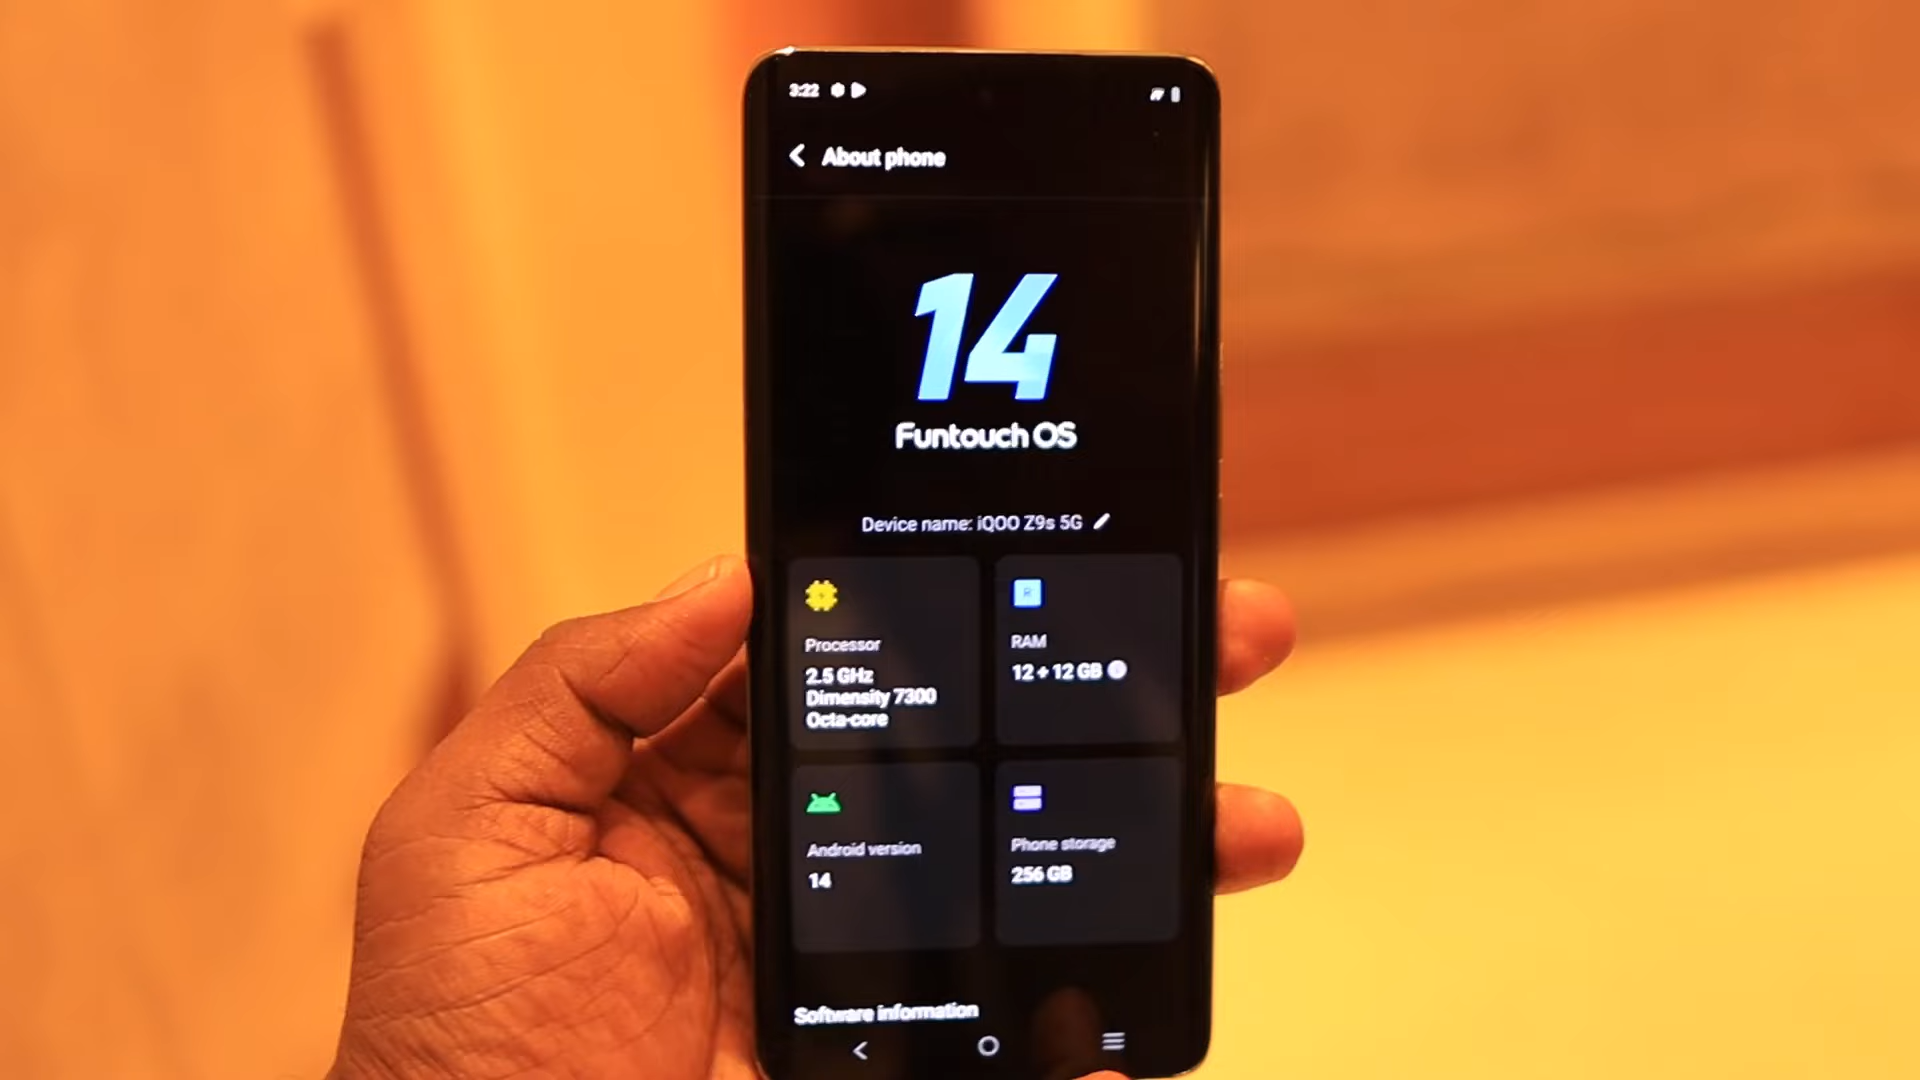 3:22
About phone
14
Funtouch OS
Device name: iQOO Z9s 5G
Processor
2.5 GHz
Dimensity 7300
Octa-core
R
RAM
12 + 12 GB
Android version
14
Phone storage
256 GB
Software information